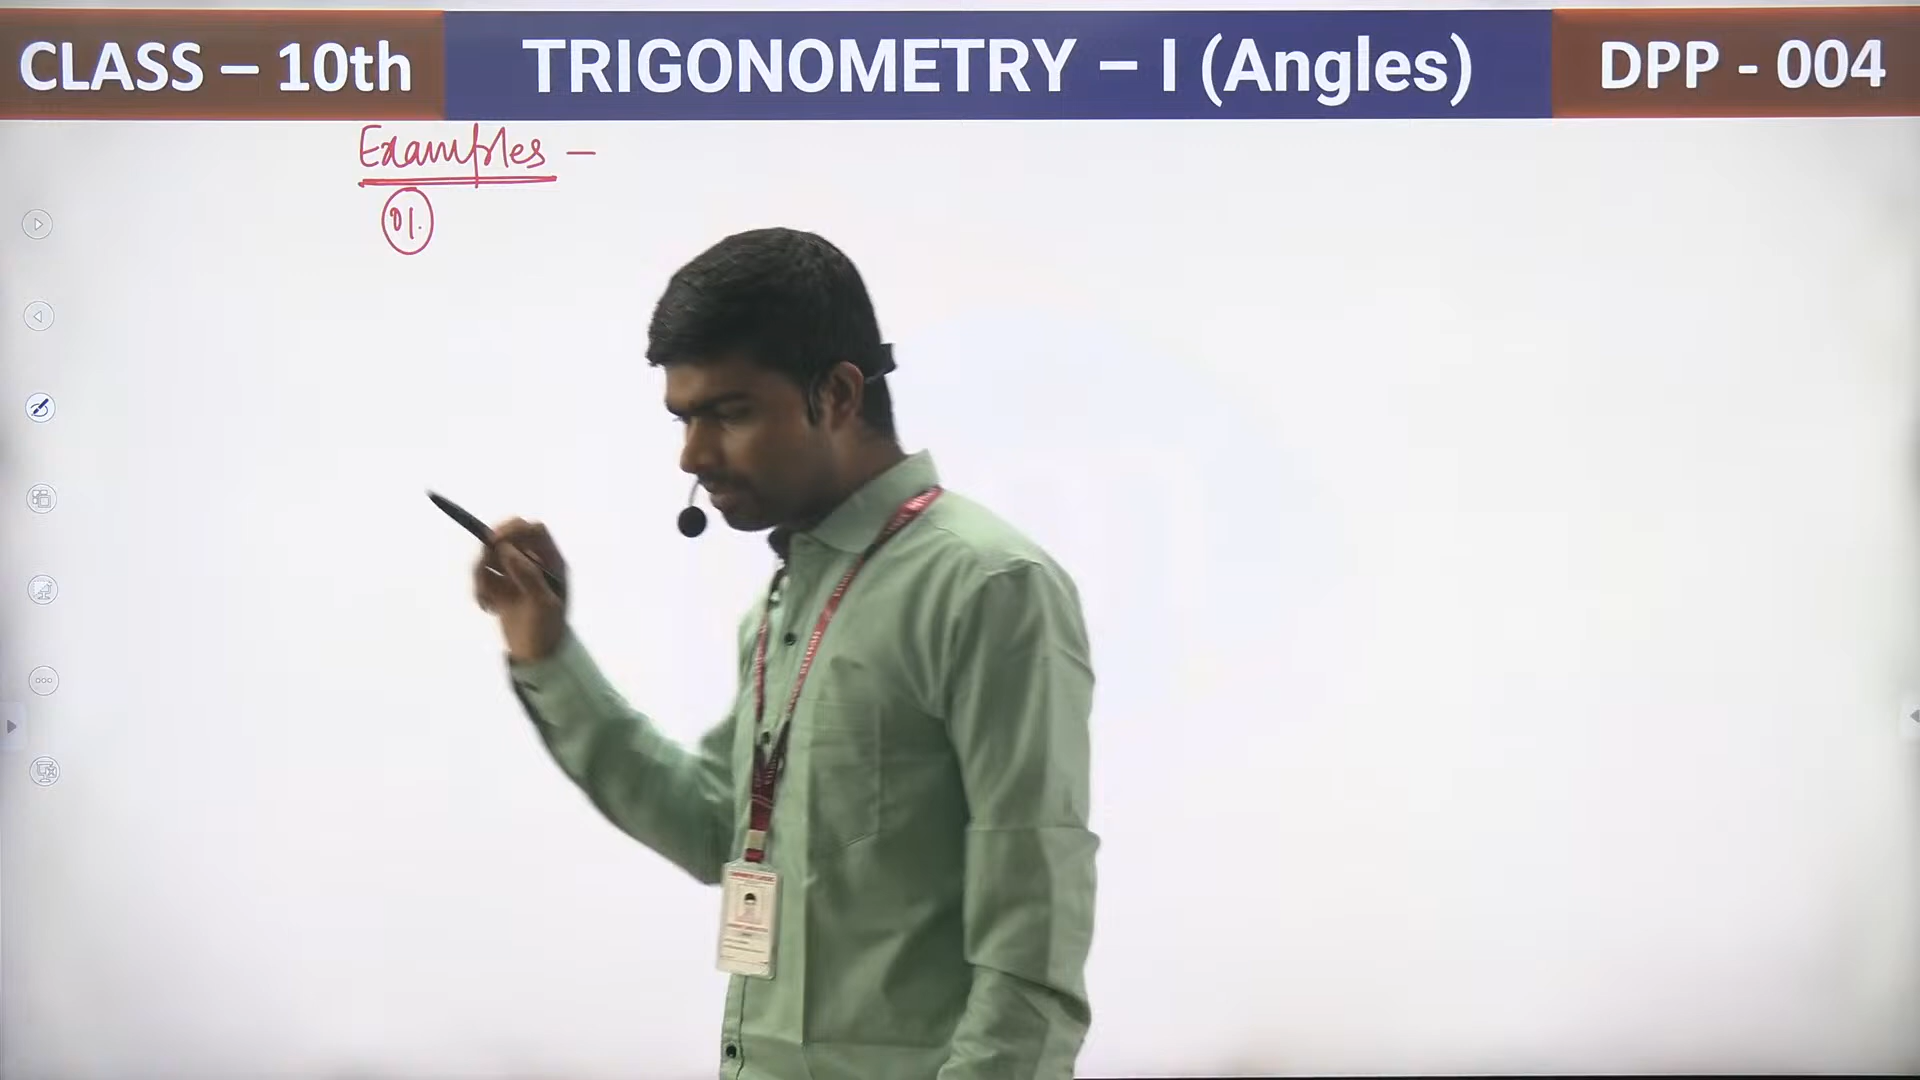 CLASS – 10th TRIGONOMETRY – I (Angles) DPP - 004
Examples –
01.